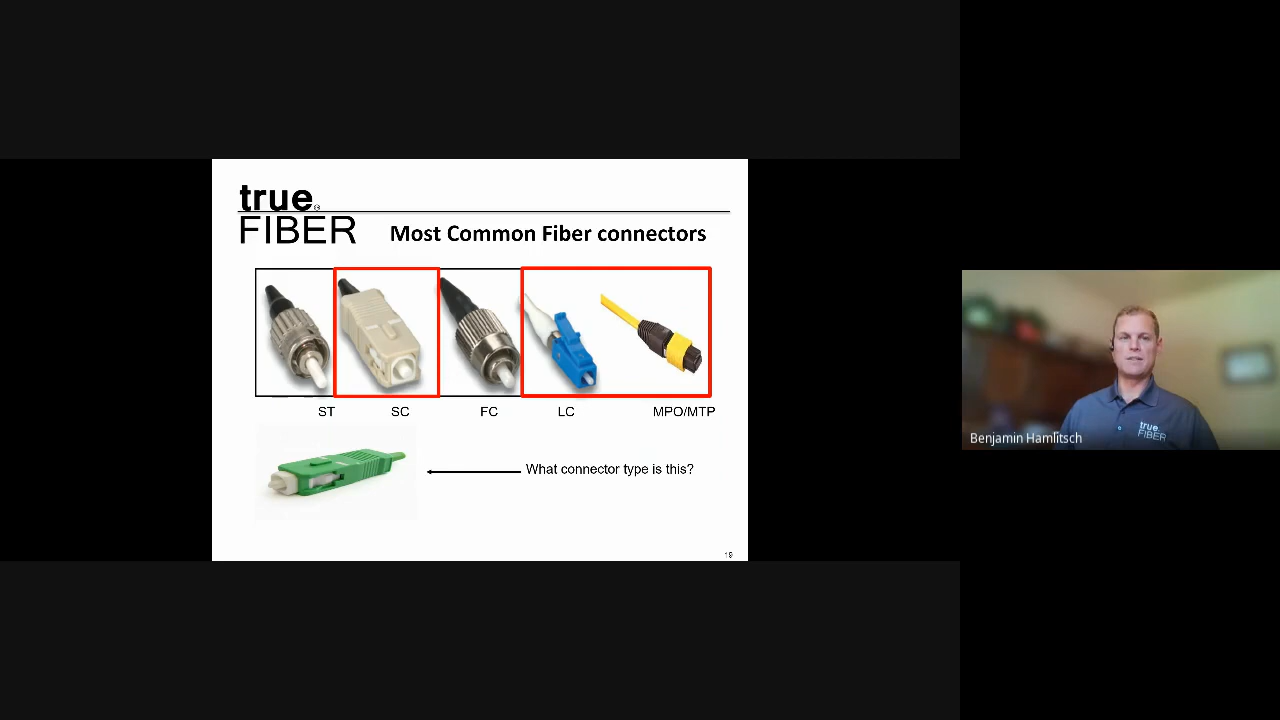 true®
FIBER
Most Common Fiber connectors
ST SC FC LC MPO/MTP
What connector type is this?
19
true
FIBER
Benjamin Hamlitsch